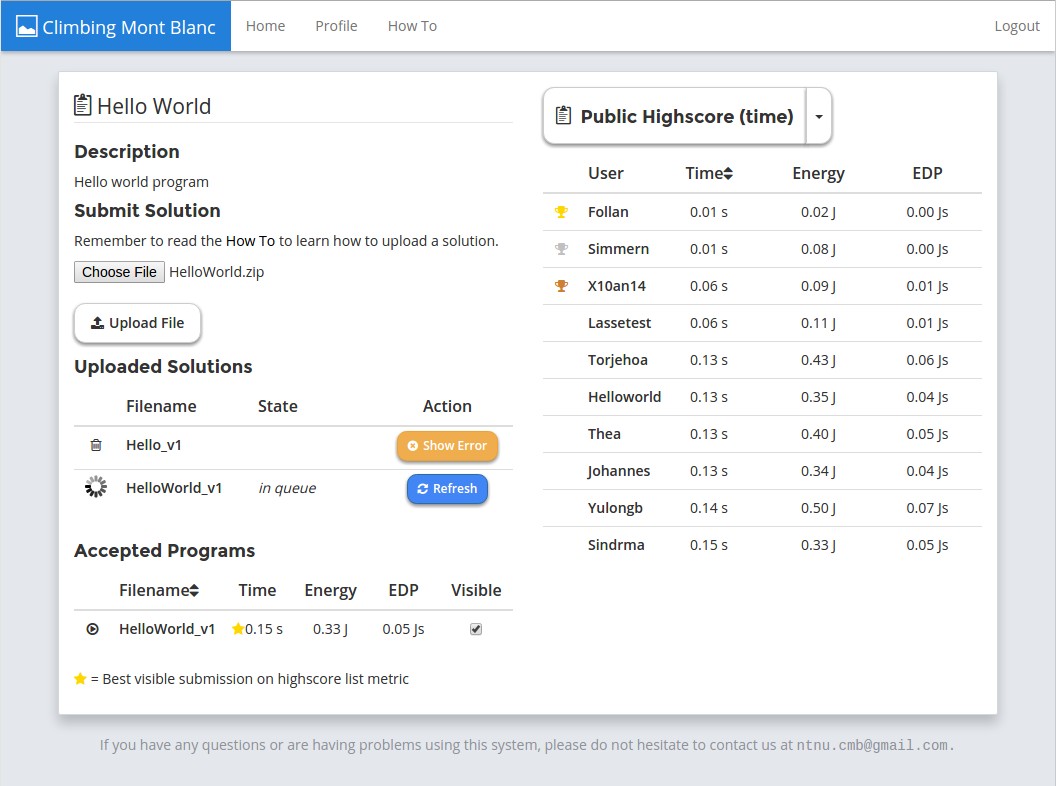 Climbing Mont Blanc Home Profile How To Logout
Hello World
Description
Hello world program
Submit Solution
Remember to read the How To to learn how to upload a solution.
Choose File HelloWorld.zip
Upload File
Uploaded Solutions
Filename State Action
Hello_v1 Show Error
HelloWorld_v1 in queue Refresh
Accepted Programs
Filename Time Energy EDP Visible
HelloWorld_v1 0.15 s 0.33 J 0.05 Js
= Best visible submission on highscore list metric
Public Highscore (time)
User Time Energy EDP
Follan 0.01 s 0.02 J 0.00 Js
Simmern 0.01 s 0.08 J 0.00 Js
X10an14 0.06 s 0.09 J 0.01 Js
Lassetest 0.06 s 0.11 J 0.01 Js
Torjehoa 0.13 s 0.43 J 0.06 Js
Helloworld 0.13 s 0.35 J 0.04 Js
Thea 0.13 s 0.40 J 0.05 Js
Johannes 0.13 s 0.34 J 0.04 Js
Yulongb 0.14 s 0.50 J 0.07 Js
Sindrma 0.15 s 0.33 J 0.05 Js
If you have any questions or are having problems using this system, please do not hesitate to contact us at ntnu.cmb@gmail.com.